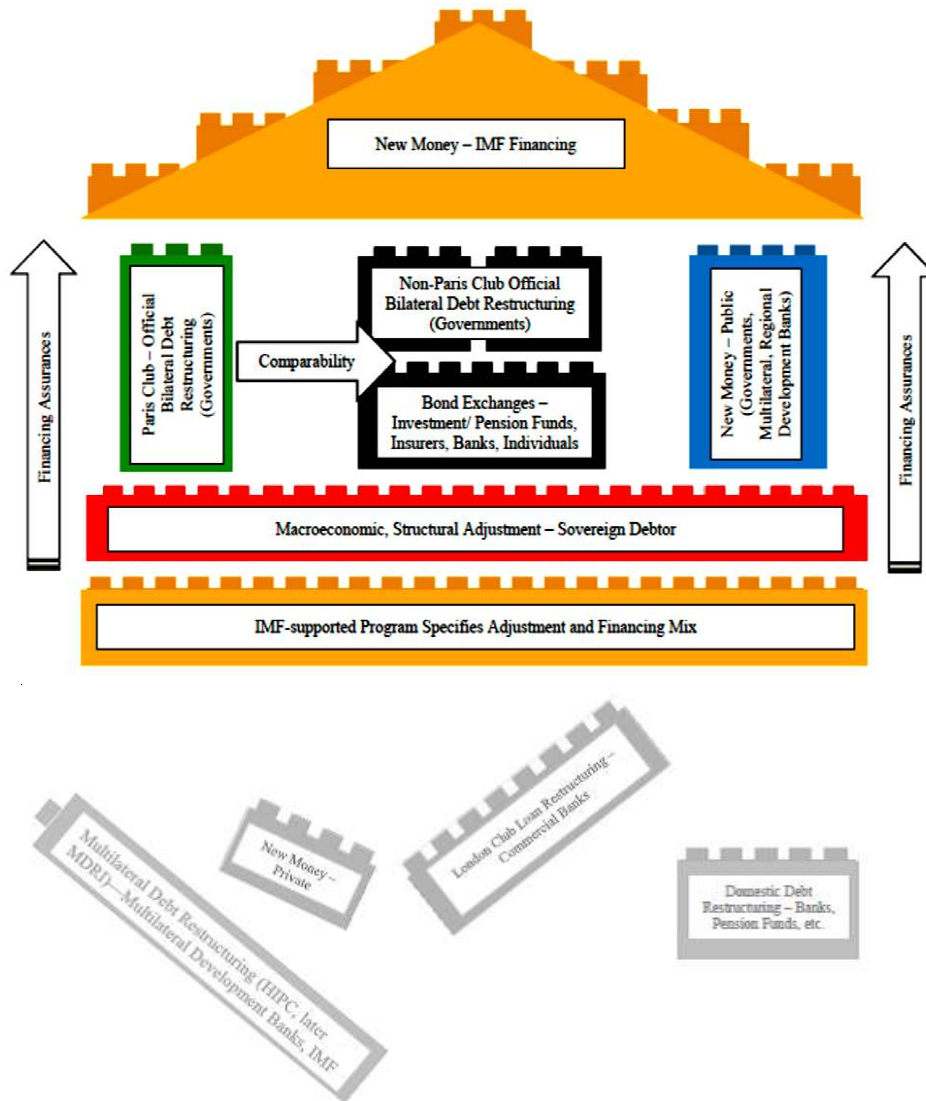 New Money – IMF Financing
Financing Assurances
Paris Club – Official
Bilateral Debt
Restructuring
(Governments)
Comparability
Non-Paris Club Official
Bilateral Debt Restructuring
(Governments)
Bond Exchanges –
Investment/ Pension Funds,
Insurers, Banks, Individuals
New Money – Public
(Governments,
Multilateral, Regional
Development Banks)
Financing Assurances
Macroeconomic, Structural Adjustment – Sovereign Debtor
IMF-supported Program Specifies Adjustment and Financing Mix
Multilateral Debt Restructuring (HIPC, later
MDRI)—Multilateral Development Banks, IMF
New Money –
Private
London Club Loan Restructuring –
Commercial Banks
Domestic Debt
Restructuring – Banks,
Pension Funds, etc.